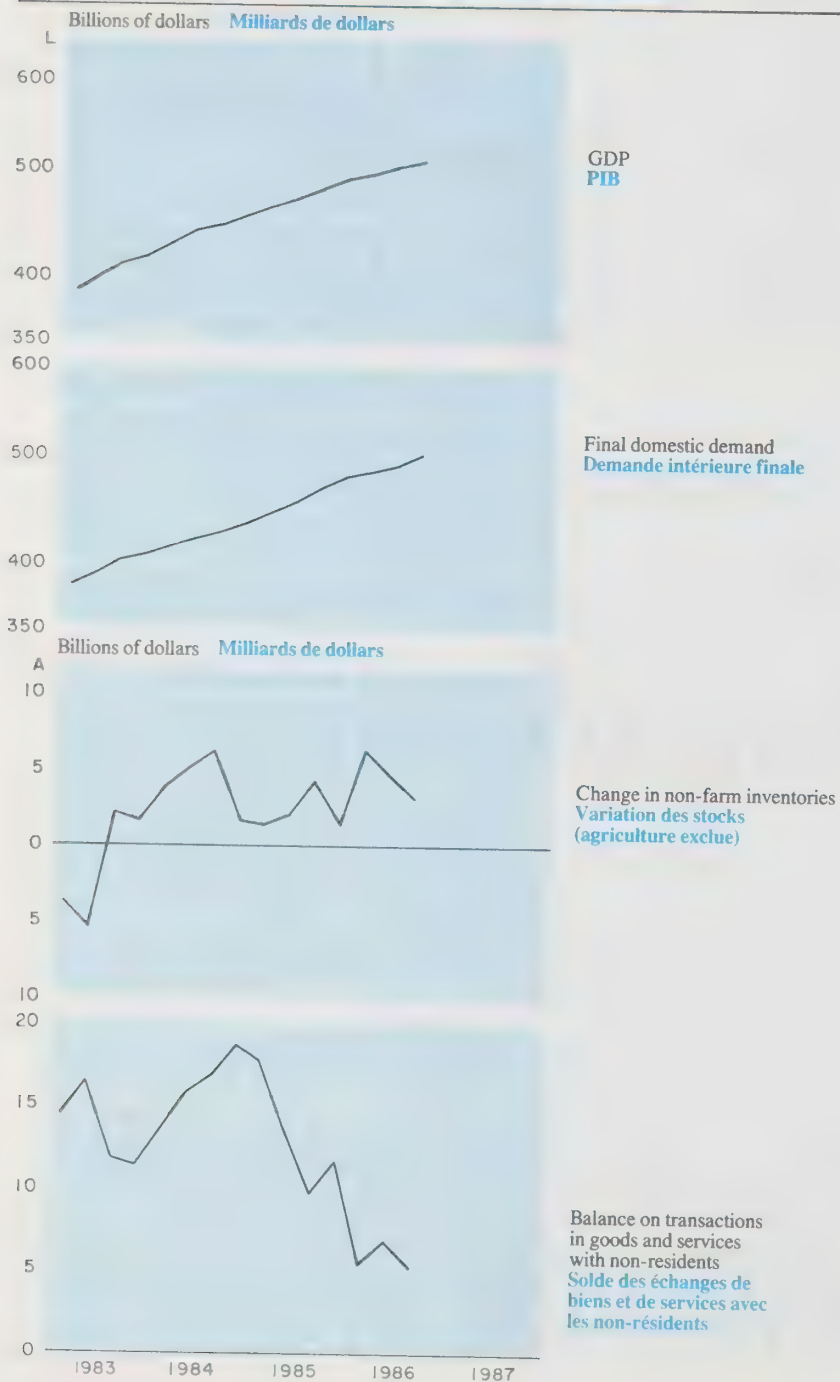 Billions of dollars Milliards de dollars
L
600
500
400
350
GDP
PIB
600
500
400
350
Final domestic demand
Demande intérieure finale
Billions of dollars Milliards de dollars
A
10
5
0
5
10
Change in non-farm inventories
Variation des stocks
(agriculture exclue)
20
15
10
5
0
Balance on transactions
in goods and services
with non-residents
Solde des échanges de
biens et de services avec
les non-résidents
1983 1984 1985 1986 1987